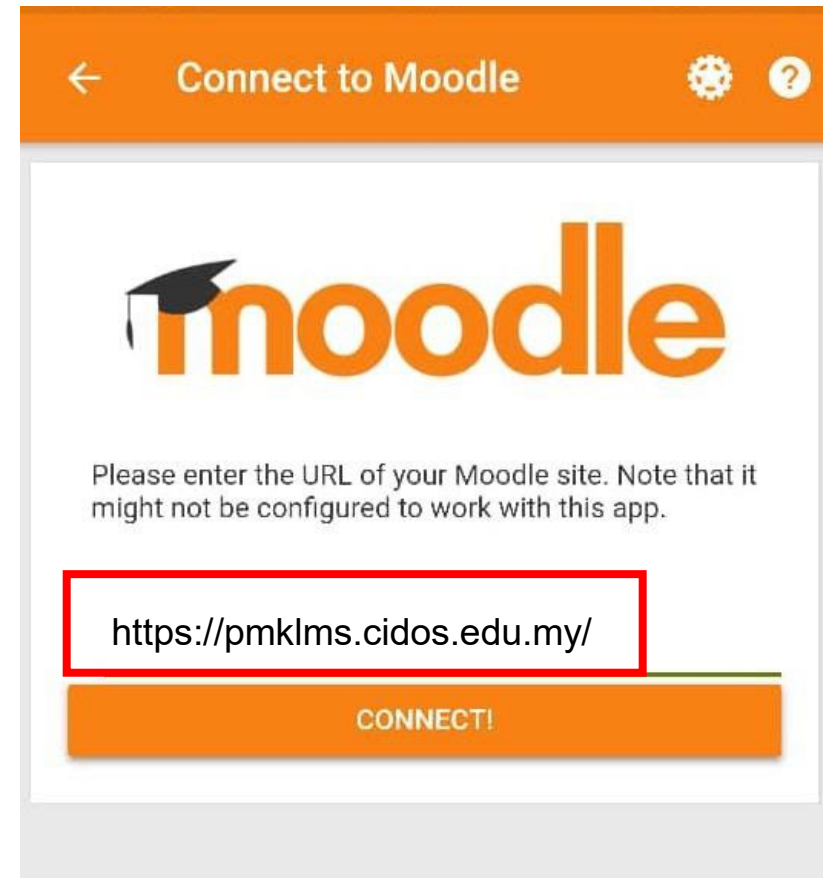 Connect to Moodle
moodle
Please enter the URL of your Moodle site. Note that it
might not be configured to work with this app.
https://pmklms.cidos.edu.my/
CONNECT!